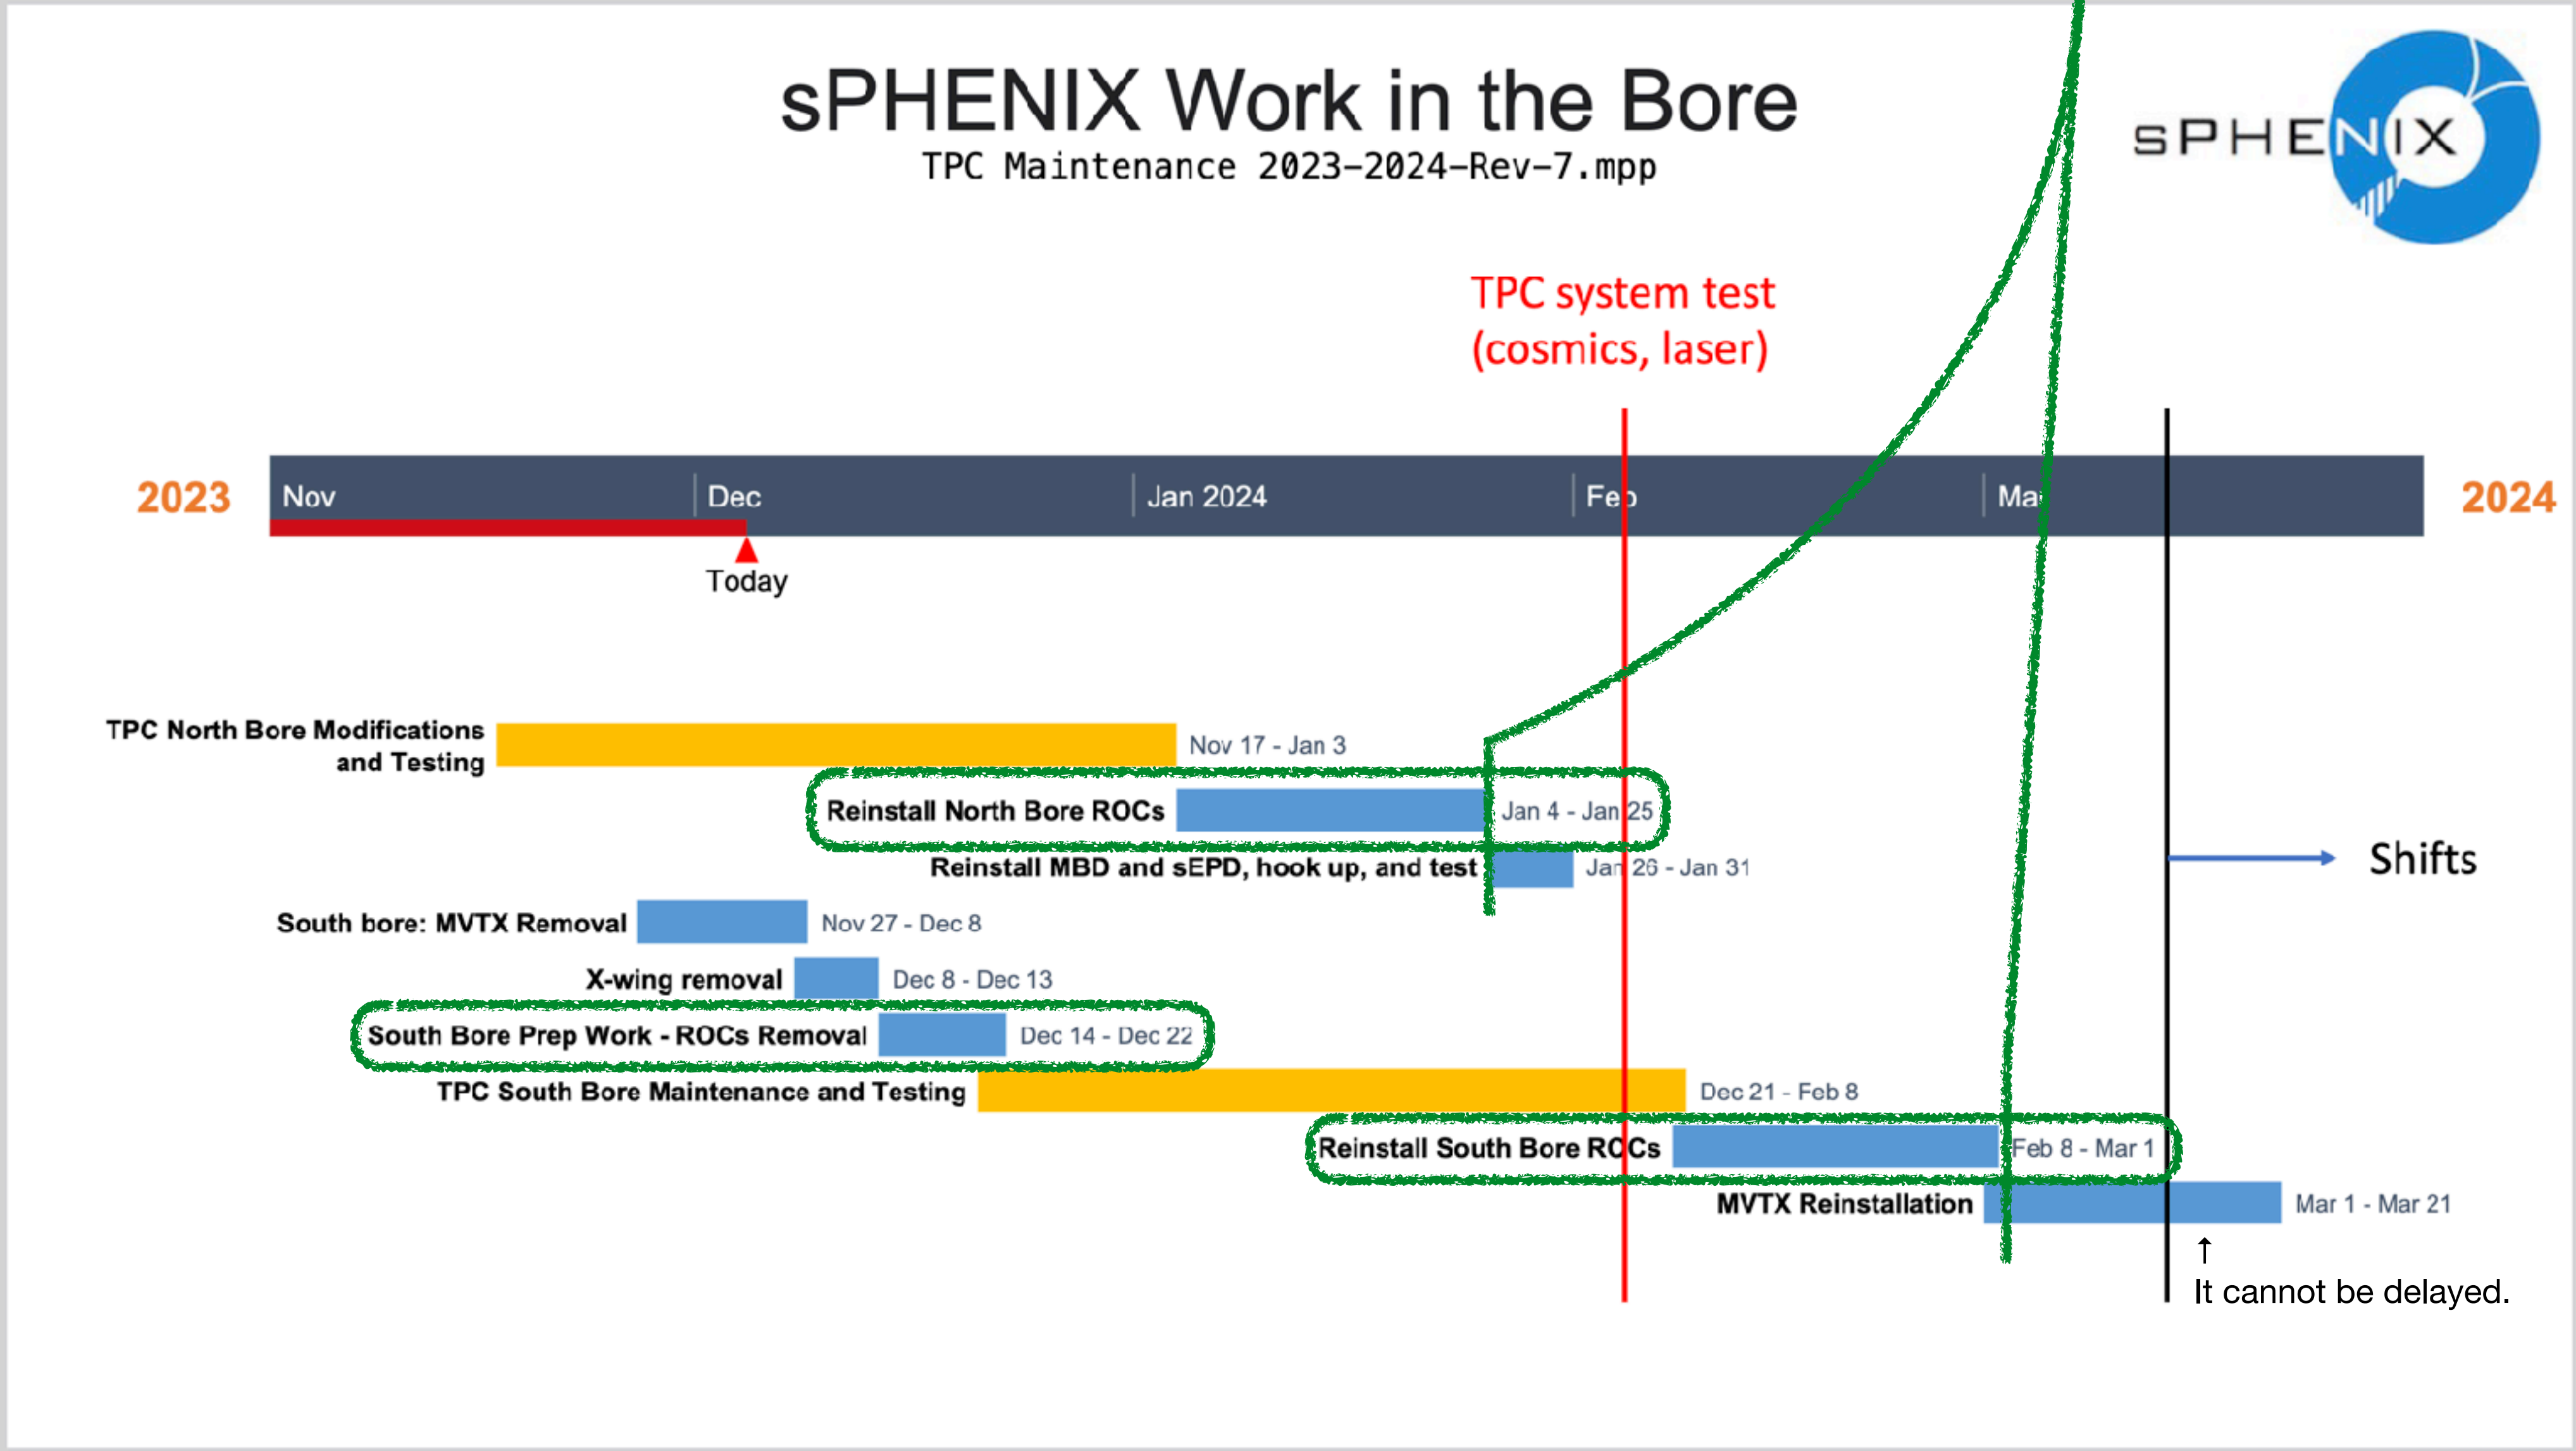 sPHENIX Work in the Bore
TPC Maintenance 2023-2024-Rev-7.mpp
sPHENIX
TPC system test
(cosmics, laser)
2023
Nov
Dec
Jan 2024
Feb
Mar
2024
Today
TPC North Bore Modifications
and Testing
Nov 17 - Jan 3
Reinstall North Bore ROCs
Jan 4 - Jan 25
Reinstall MBD and sEPD, hook up, and test
Jan 26 - Jan 31
Shifts
South bore: MVTX Removal
Nov 27 - Dec 8
X-wing removal
Dec 8 - Dec 13
South Bore Prep Work - ROCs Removal
Dec 14 - Dec 22
TPC South Bore Maintenance and Testing
Dec 21 - Feb 8
Reinstall South Bore ROCs
Feb 8 - Mar 1
MVTX Reinstallation
Mar 1 - Mar 21
↑
It cannot be delayed.